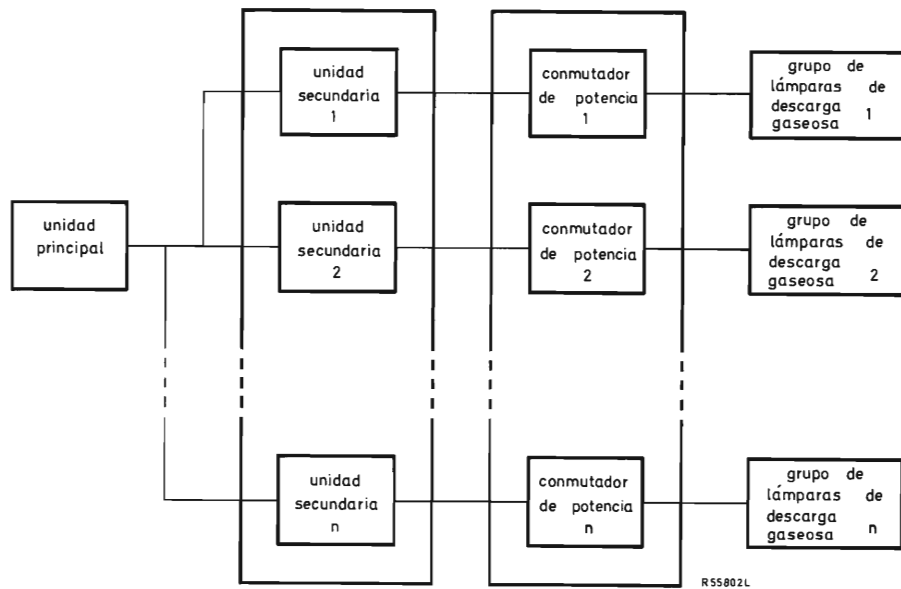 unidad
secundaria
1
conmutador
de potencia
1
grupo de
lámparas de
descarga 1
gaseosa
unidad
principal
unidad
secundaria
2
conmutador
de potencia
2
grupo de
lámparas de
descarga 2
gaseosa
unidad
secundaria
n
conmutador
de potencia
n
grupo de
lámparas de
descarga n
gaseosa
RS5802L